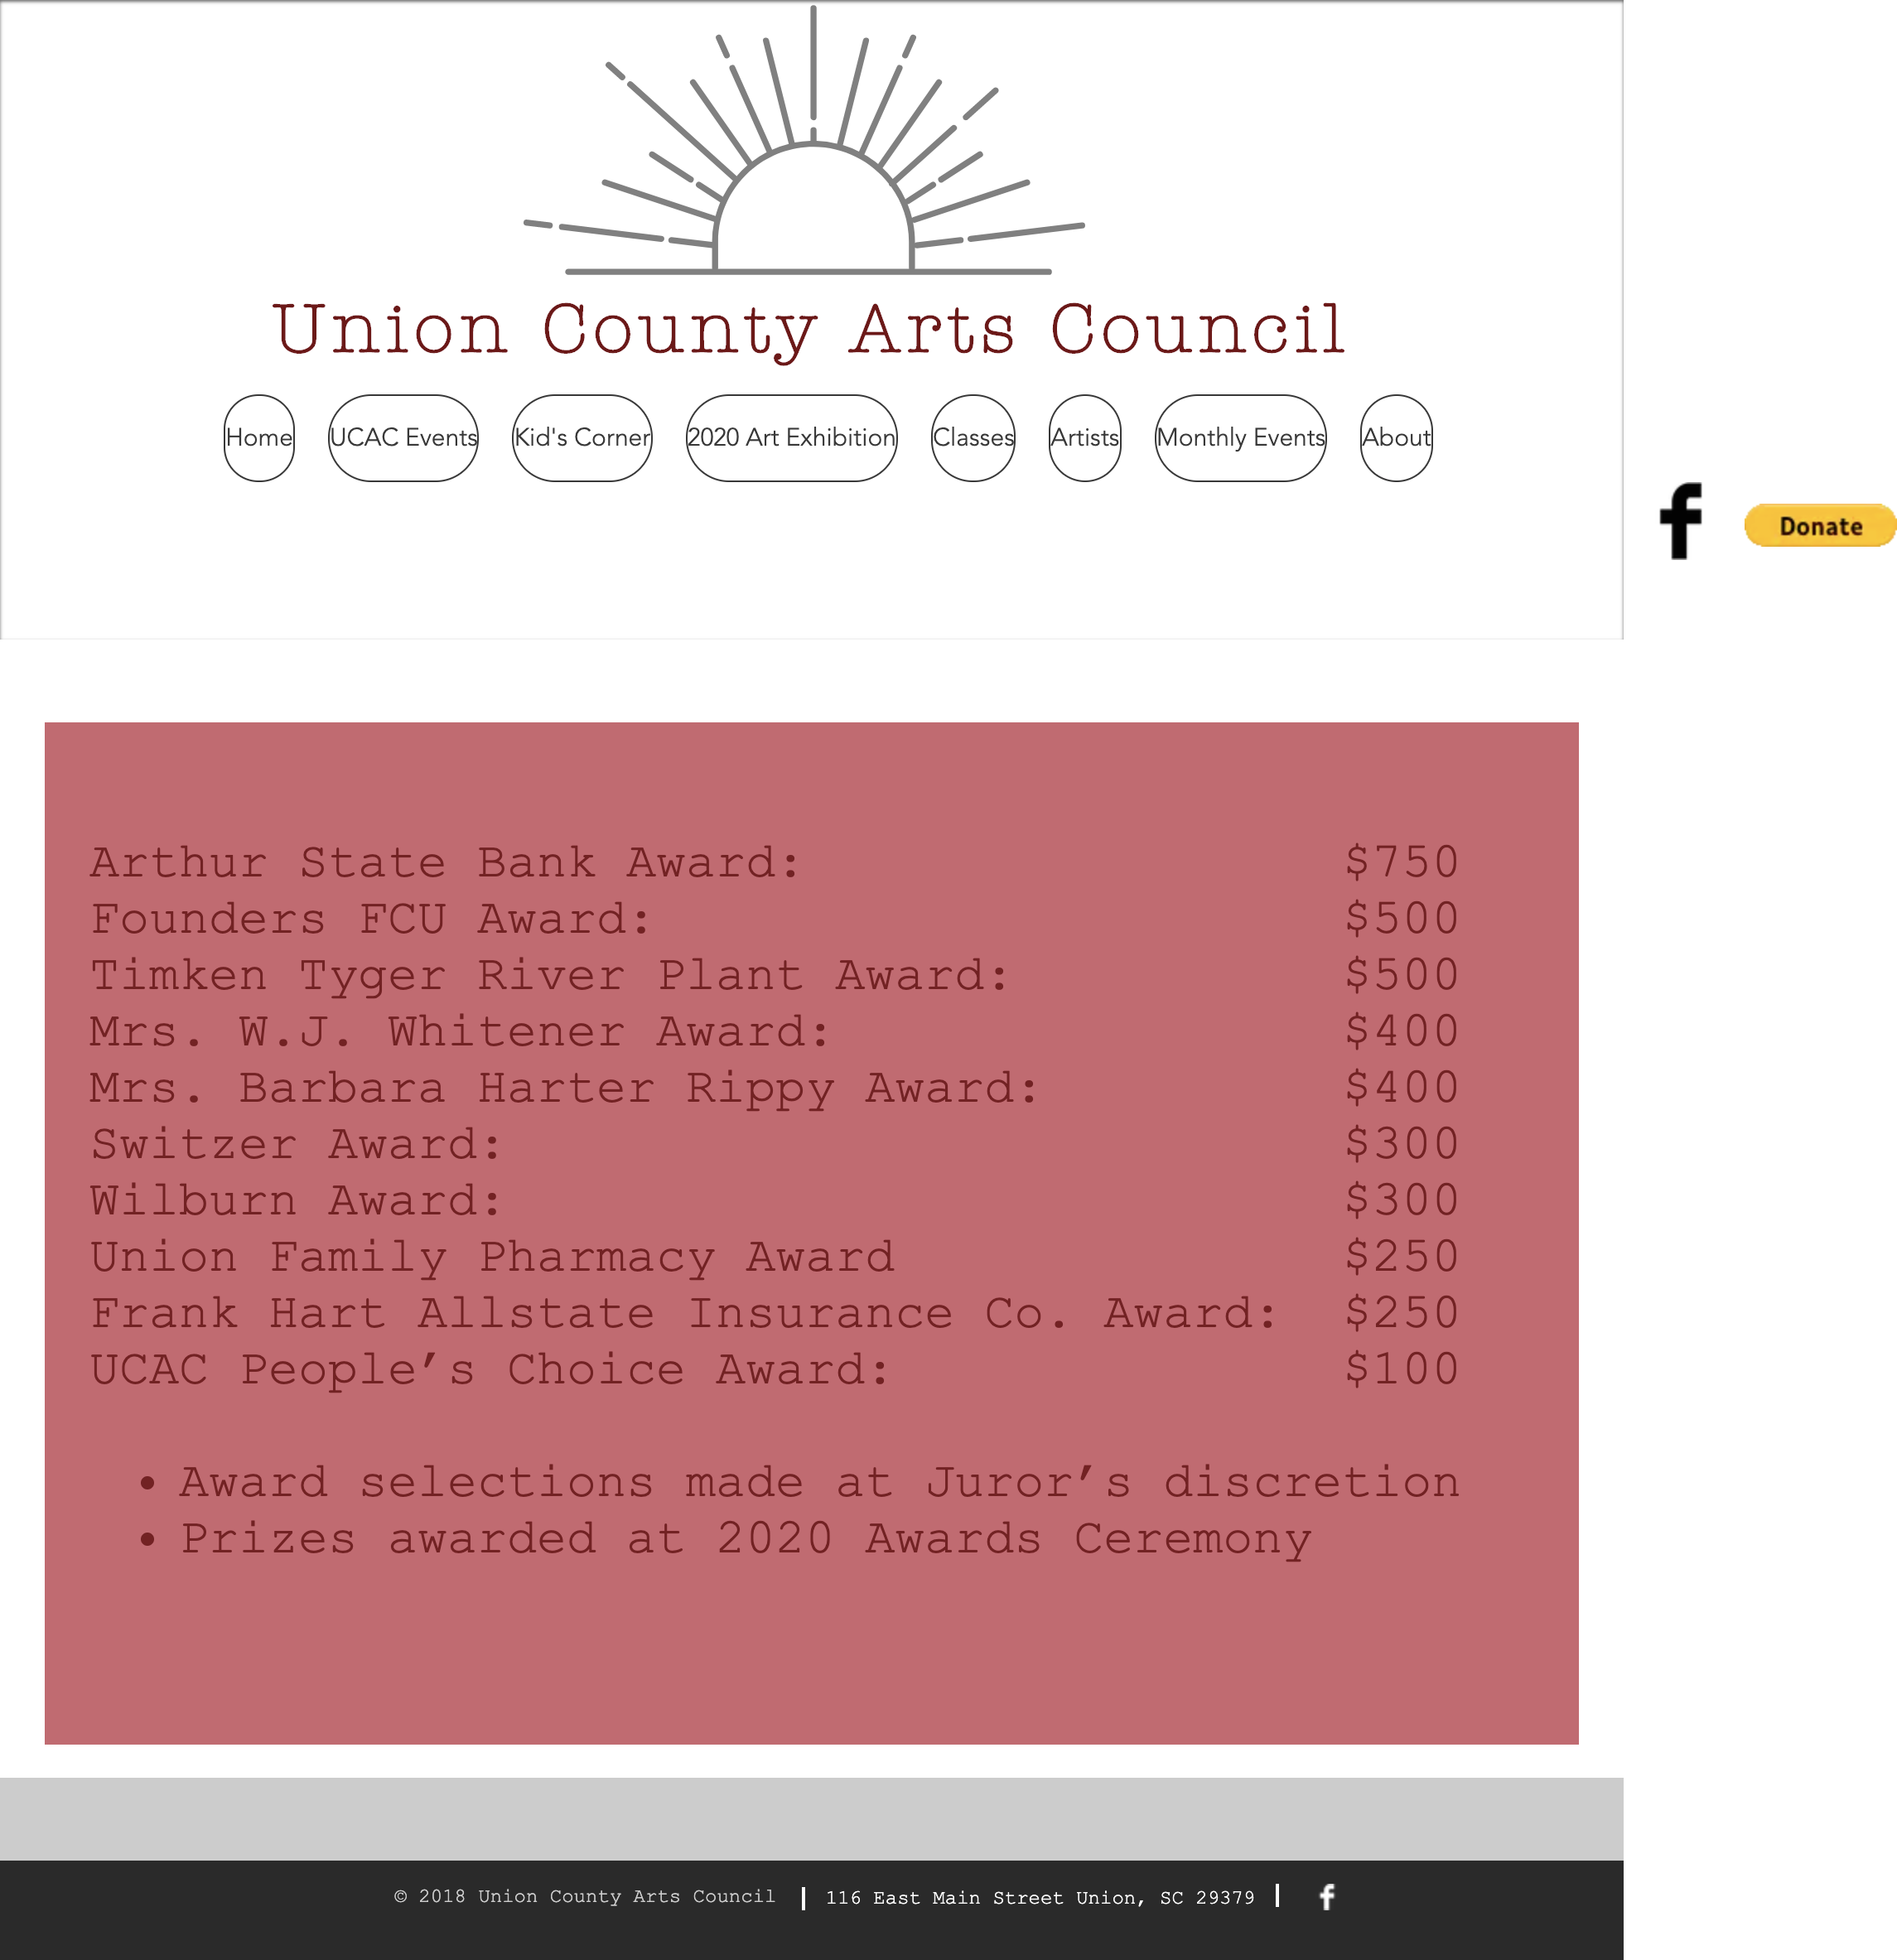 Union County Arts Council
Home UCAC Events Kid's Corner 2020 Art Exhibition Classes Artists Monthly Events About
f Donate
Arthur State Bank Award: $750
Founders FCU Award: $500
Timken Tyger River Plant Award: $500
Mrs. W.J. Whitener Award: $400
Mrs. Barbara Harter Rippy Award: $400
Switzer Award: $300
Wilburn Award: $300
Union Family Pharmacy Award $250
Frank Hart Allstate Insurance Co. Award: $250
UCAC People’s Choice Award: $100
• Award selections made at Juror’s discretion
• Prizes awarded at 2020 Awards Ceremony
© 2018 Union County Arts Council | 116 East Main Street Union, SC 29379 | f